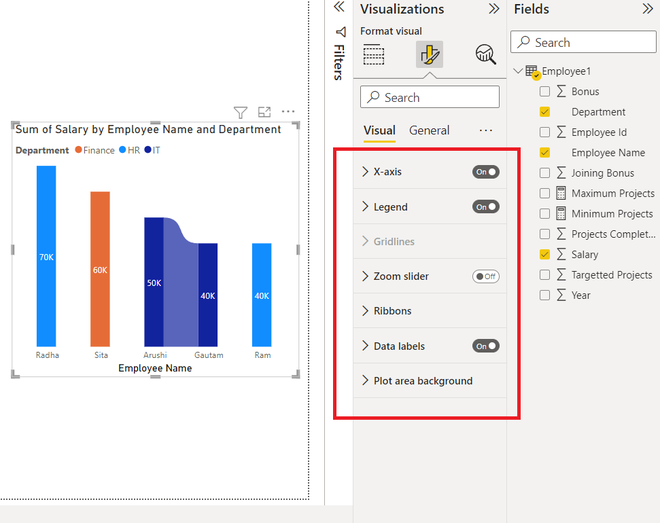 Sum of Salary by Employee Name and Department
Department Finance HR IT
70K
60K
50K
40K
40K
Radha Sita Arushi Gautam Ram
Employee Name
Filters
Visualizations
Format visual
Search
Visual General
X-axis On
Legend On
Gridlines
Zoom slider Off
Ribbons
Data labels On
Plot area background
Fields
Search
Employee1
Bonus
Department
Employee Id
Employee Name
Joining Bonus
Maximum Projects
Minimum Projects
Projects Complet...
Salary
Targetted Projects
Year